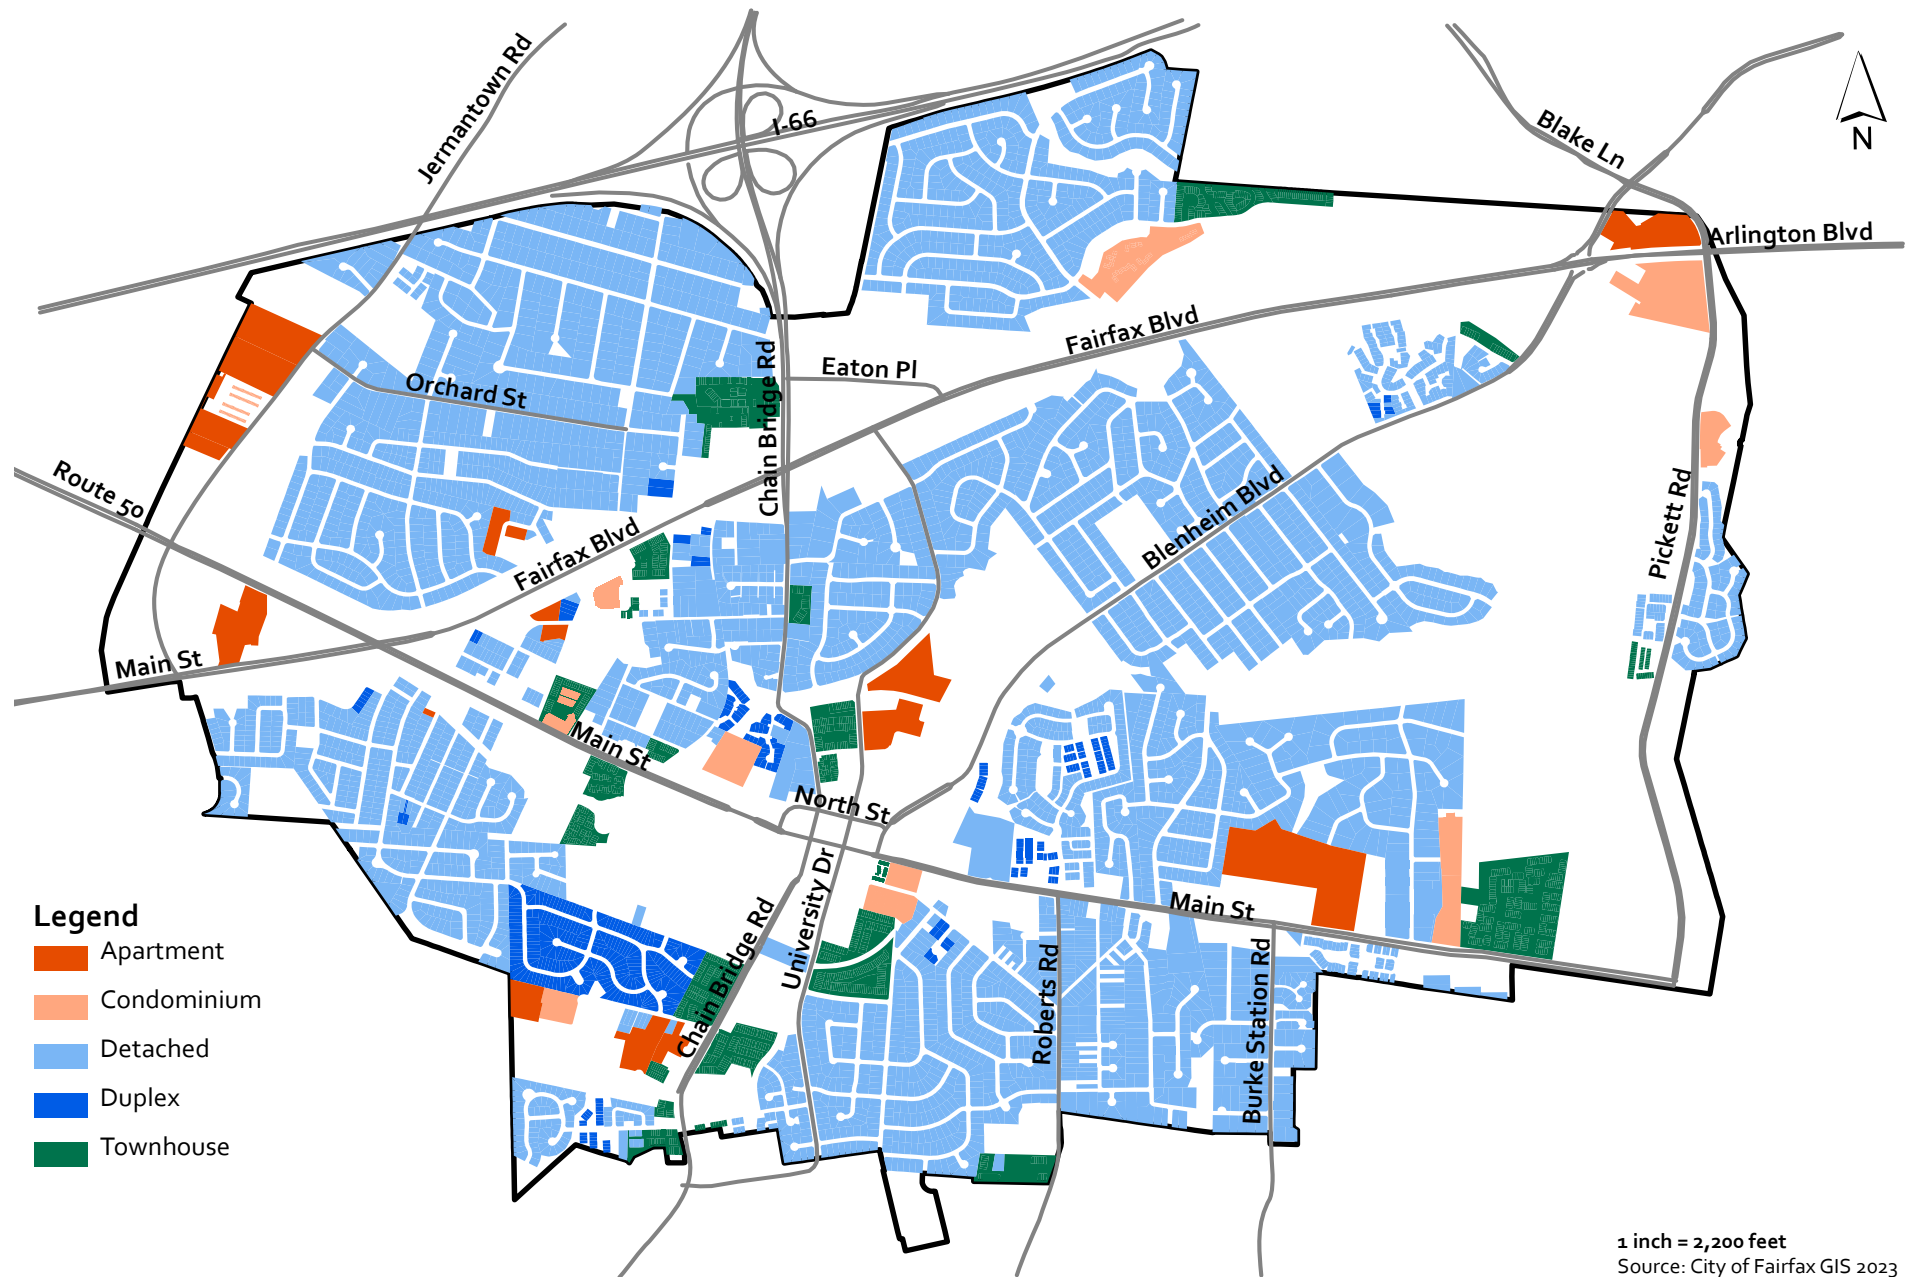 Jermantown Rd
I-66
Blake Ln
N
Arlington Blvd
Fairfax Blvd
Eaton Pl
Chain Bridge Rd
Orchard St
Route 50
Blenheim Blvd
Pickett Rd
Fairfax Blvd
Main St
Main St
North St
University Dr
Chain Bridge Rd
Main St
Roberts Rd
Burke Station Rd
Legend
Apartment
Condominium
Detached
Duplex
Townhouse
1 inch = 2,200 feet
Source: City of Fairfax GIS 2023